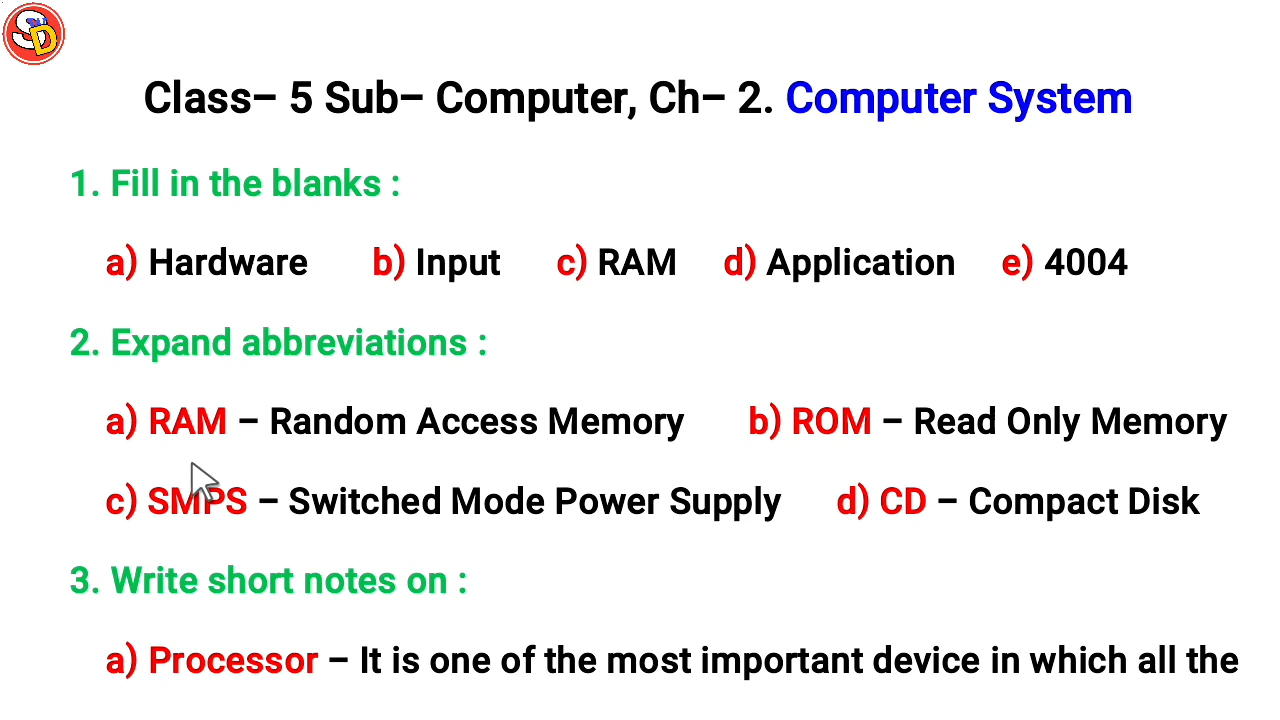 SD
Class– 5 Sub– Computer, Ch– 2. Computer System
1. Fill in the blanks :
a) Hardware b) Input c) RAM d) Application e) 4004
2. Expand abbreviations :
a) RAM – Random Access Memory b) ROM – Read Only Memory
c) SMPS – Switched Mode Power Supply d) CD – Compact Disk
3. Write short notes on :
a) Processor – It is one of the most important device in which all the